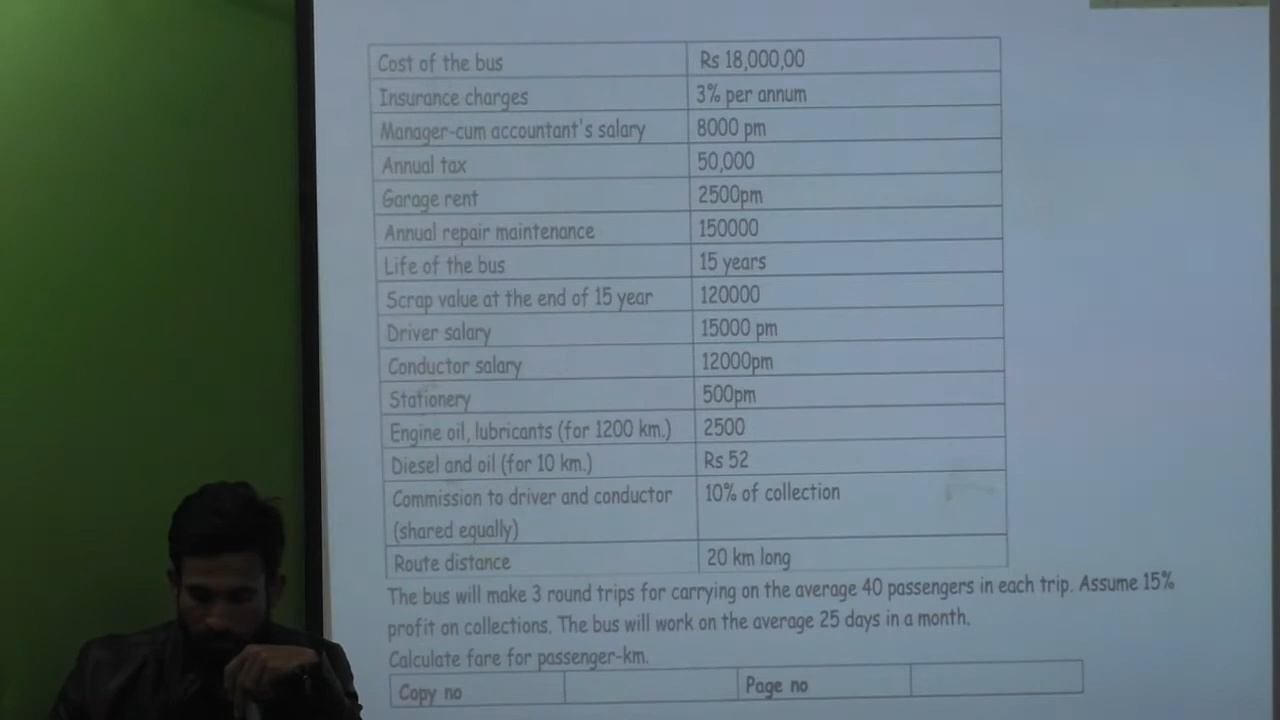 Cost of the bus Rs 18,000,00
Insurance charges 3% per annum
Manager-cum accountant's salary 8000 pm
Annual tax 50,000
Garage rent 2500pm
Annual repair maintenance 150000
Life of the bus 15 years
Scrap value at the end of 15 year 120000
Driver salary 15000 pm
Conductor salary 12000pm
Stationery 500pm
Engine oil, lubricants (for 1200 km.) 2500
Diesel and oil (for 10 km.) Rs 52
Commission to driver and conductor 10% of collection
(shared equally)
Route distance 20 km long
The bus will make 3 round trips for carrying on the average 40 passengers in each trip. Assume 15%
profit on collections. The bus will work on the average 25 days in a month.
Calculate fare for passenger-km.
Copy no Page no